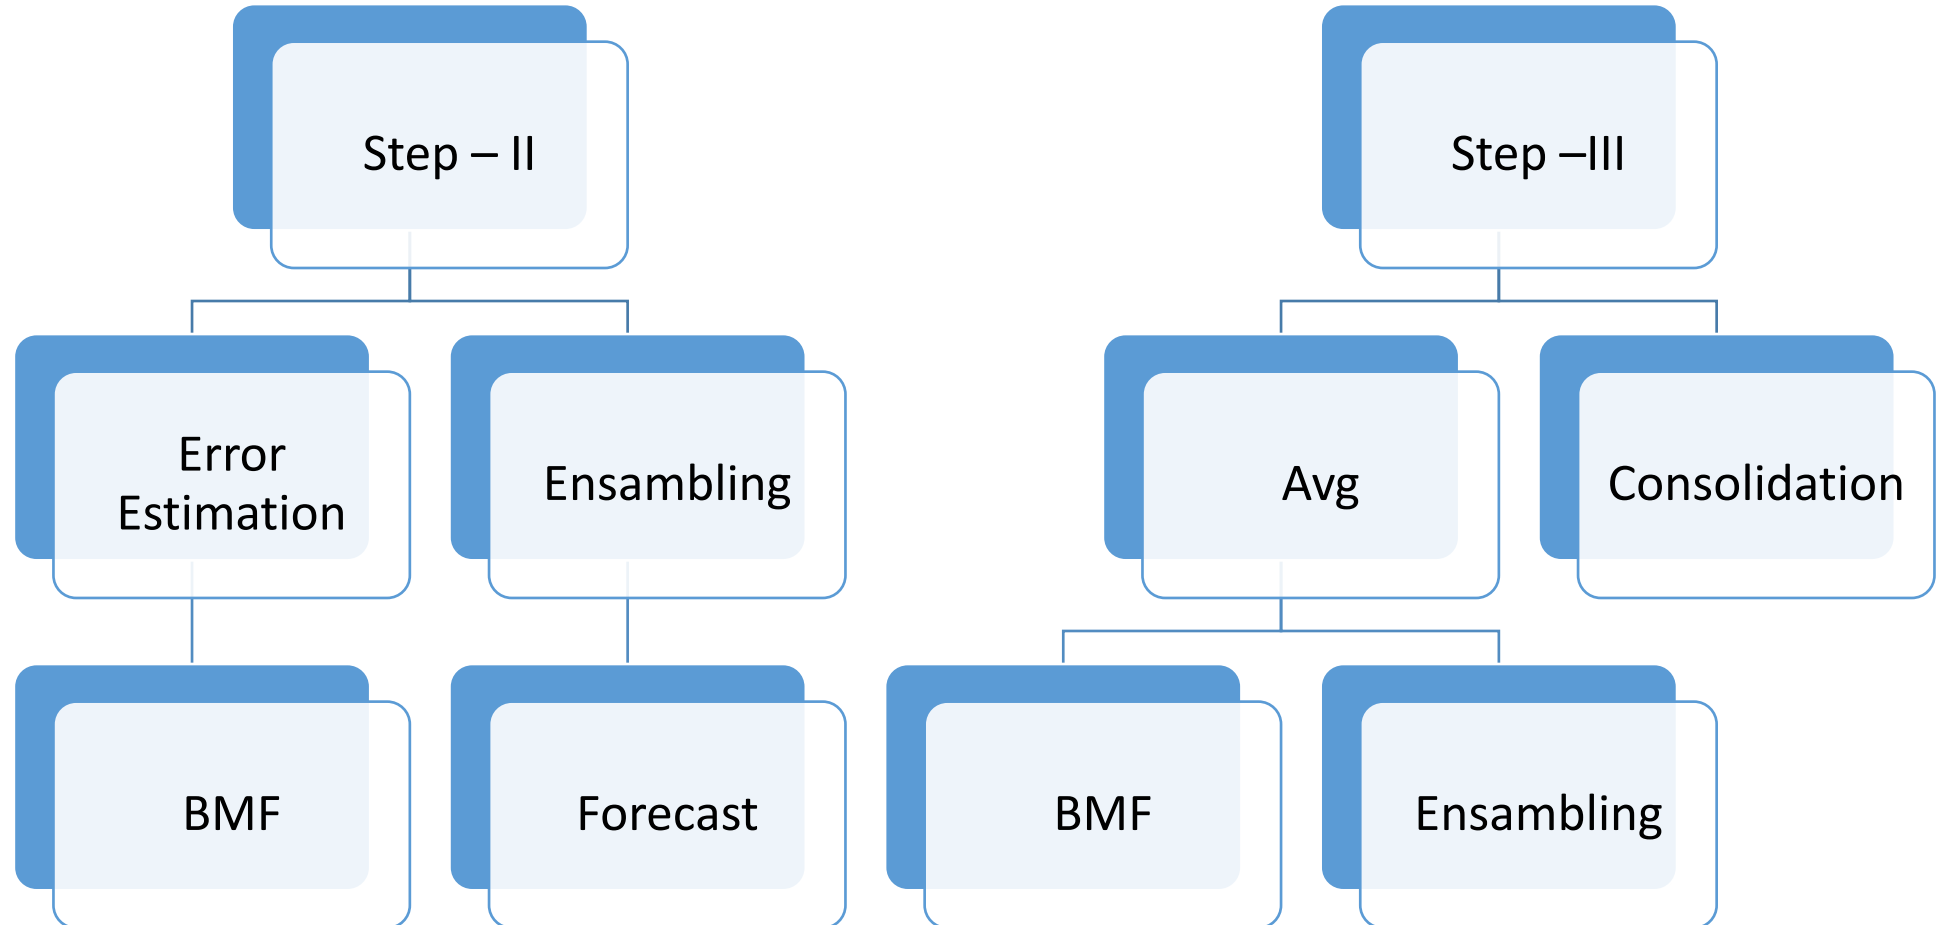 Step – II
Step –III
Error
Estimation
Ensambling
Avg
Consolidation
BMF
Forecast
BMF
Ensambling